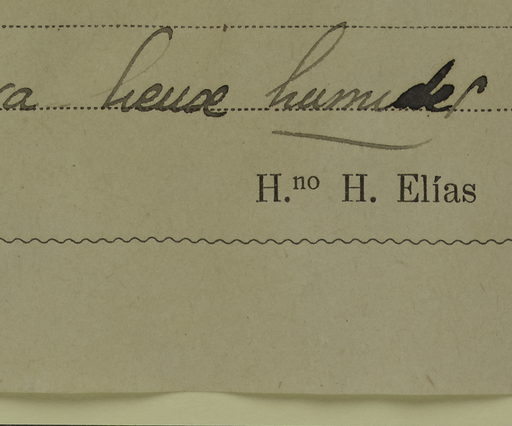 lieux humides
H.no H. Elías